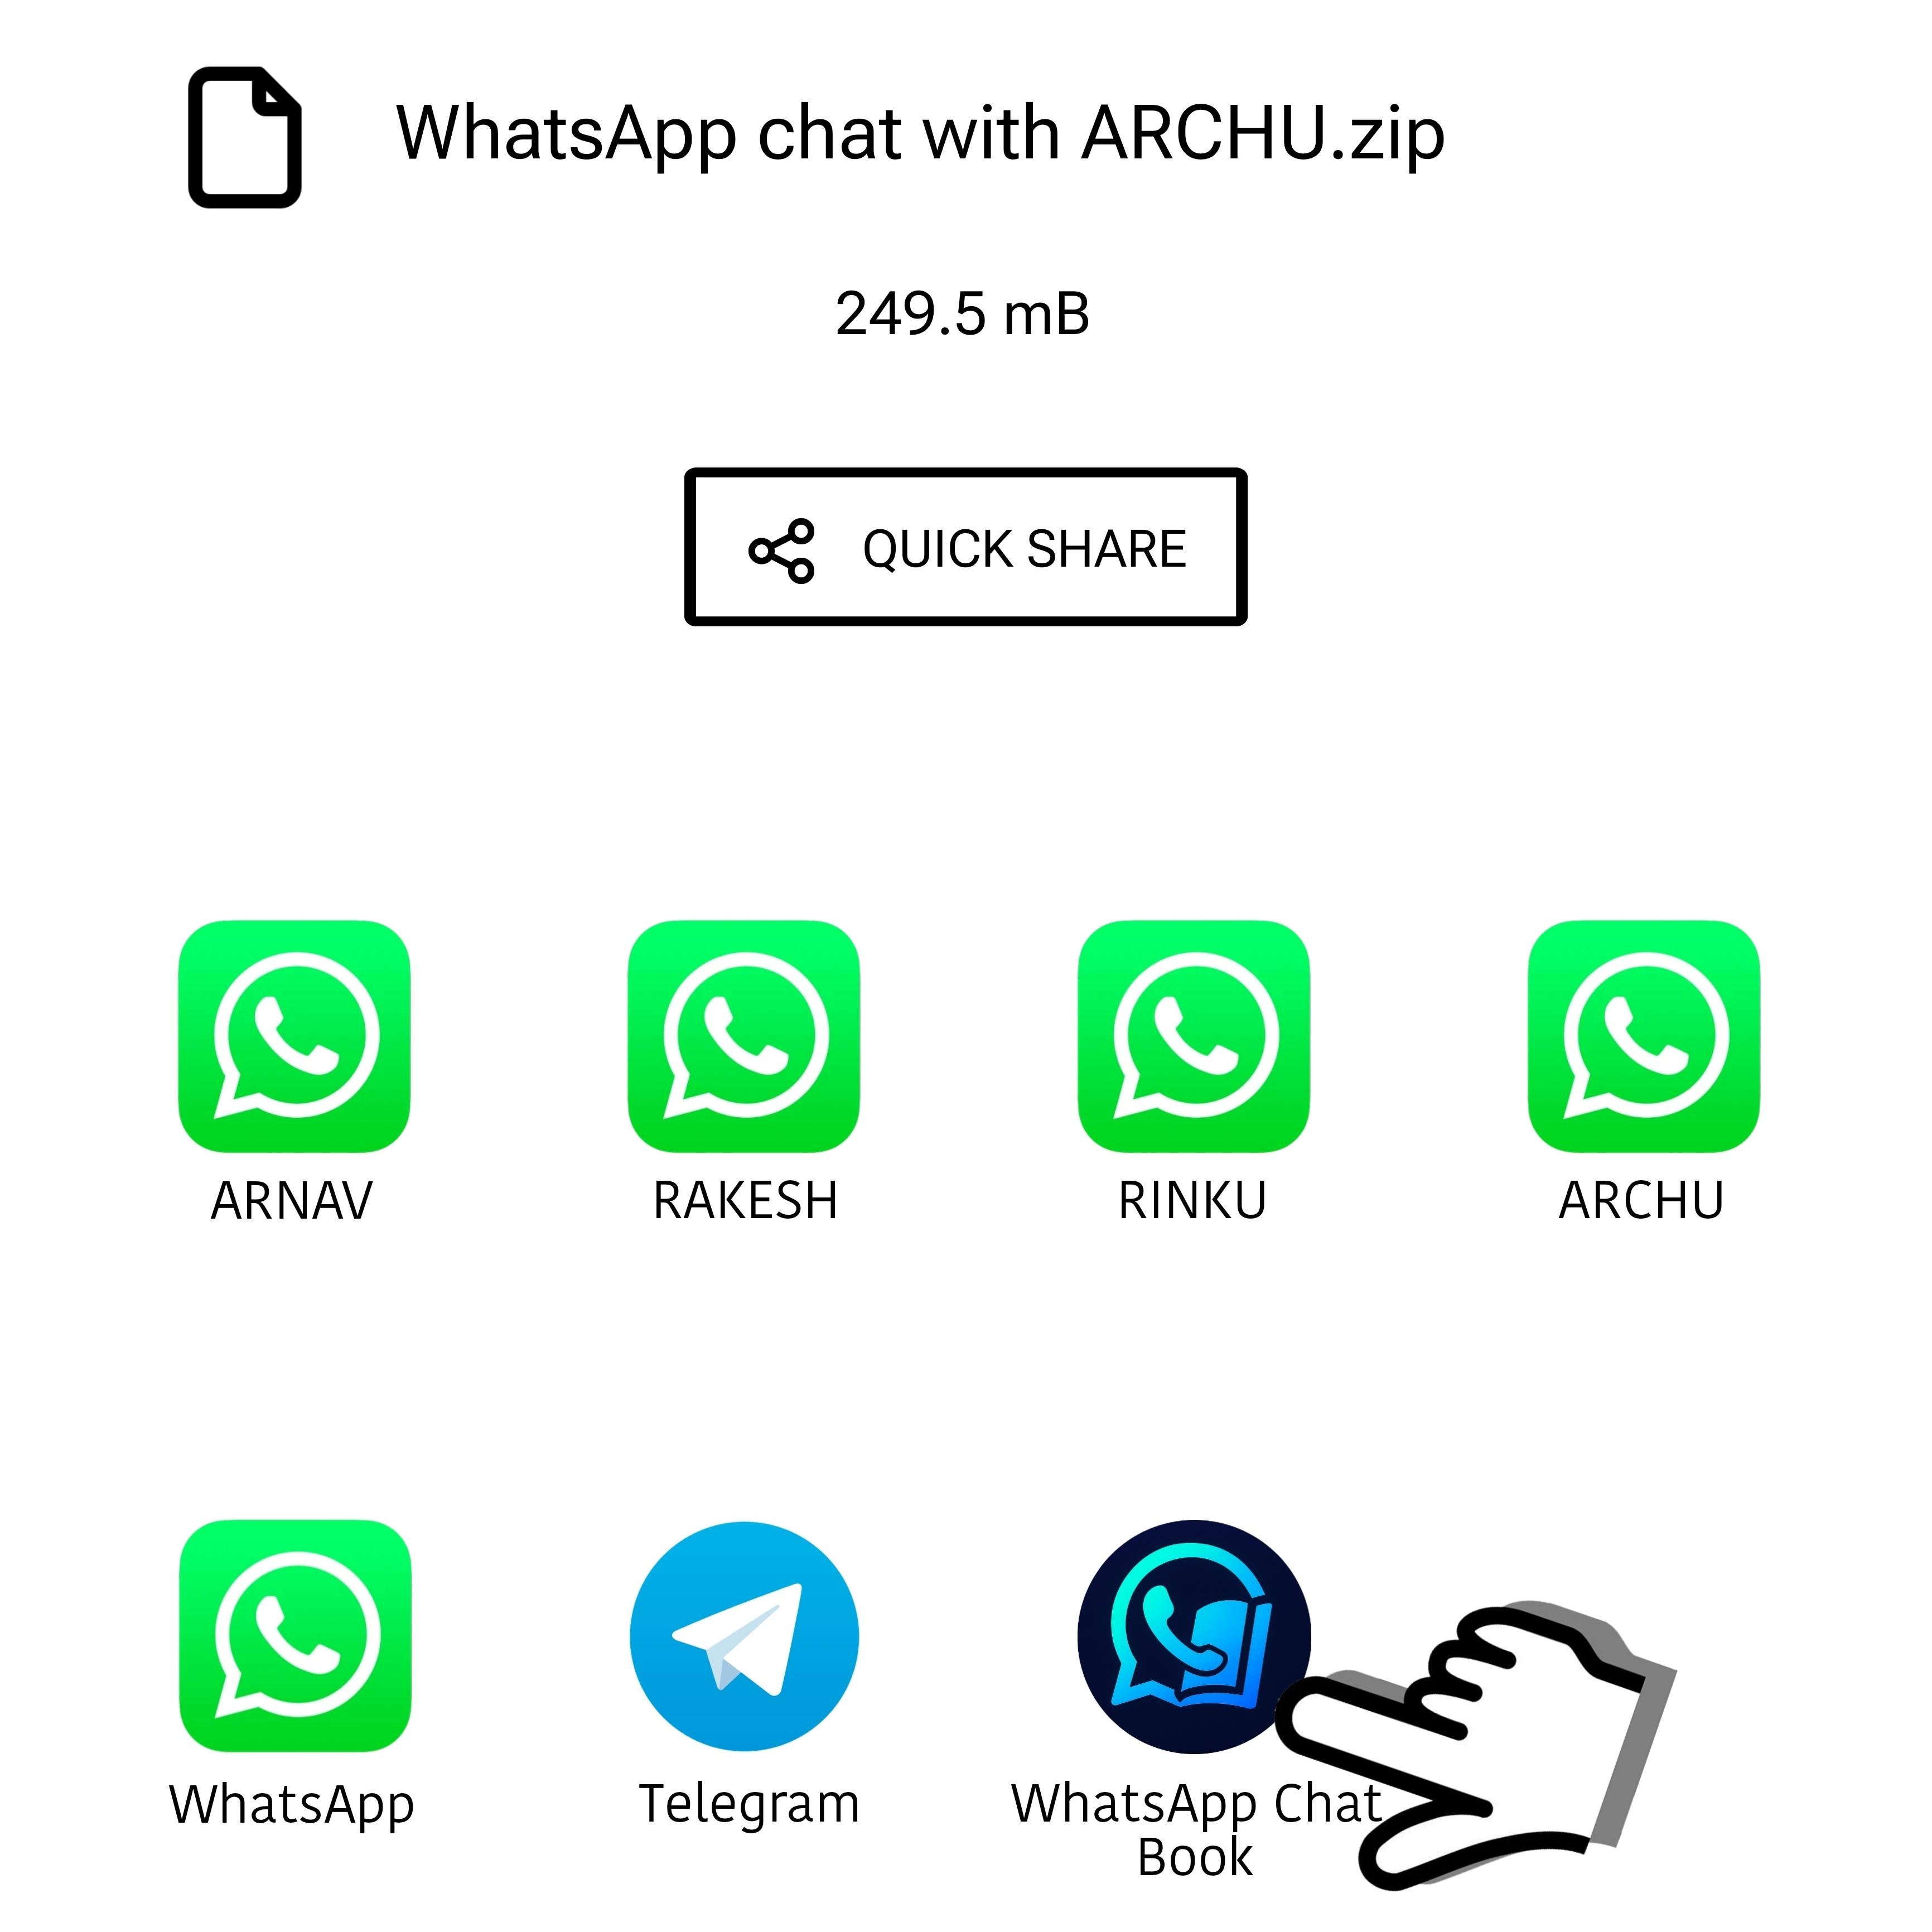 WhatsApp chat with ARCHU.zip
249.5 mB
QUICK SHARE
ARNAV
RAKESH
RINKU
ARCHU
WhatsApp
Telegram
WhatsApp Chat
Book